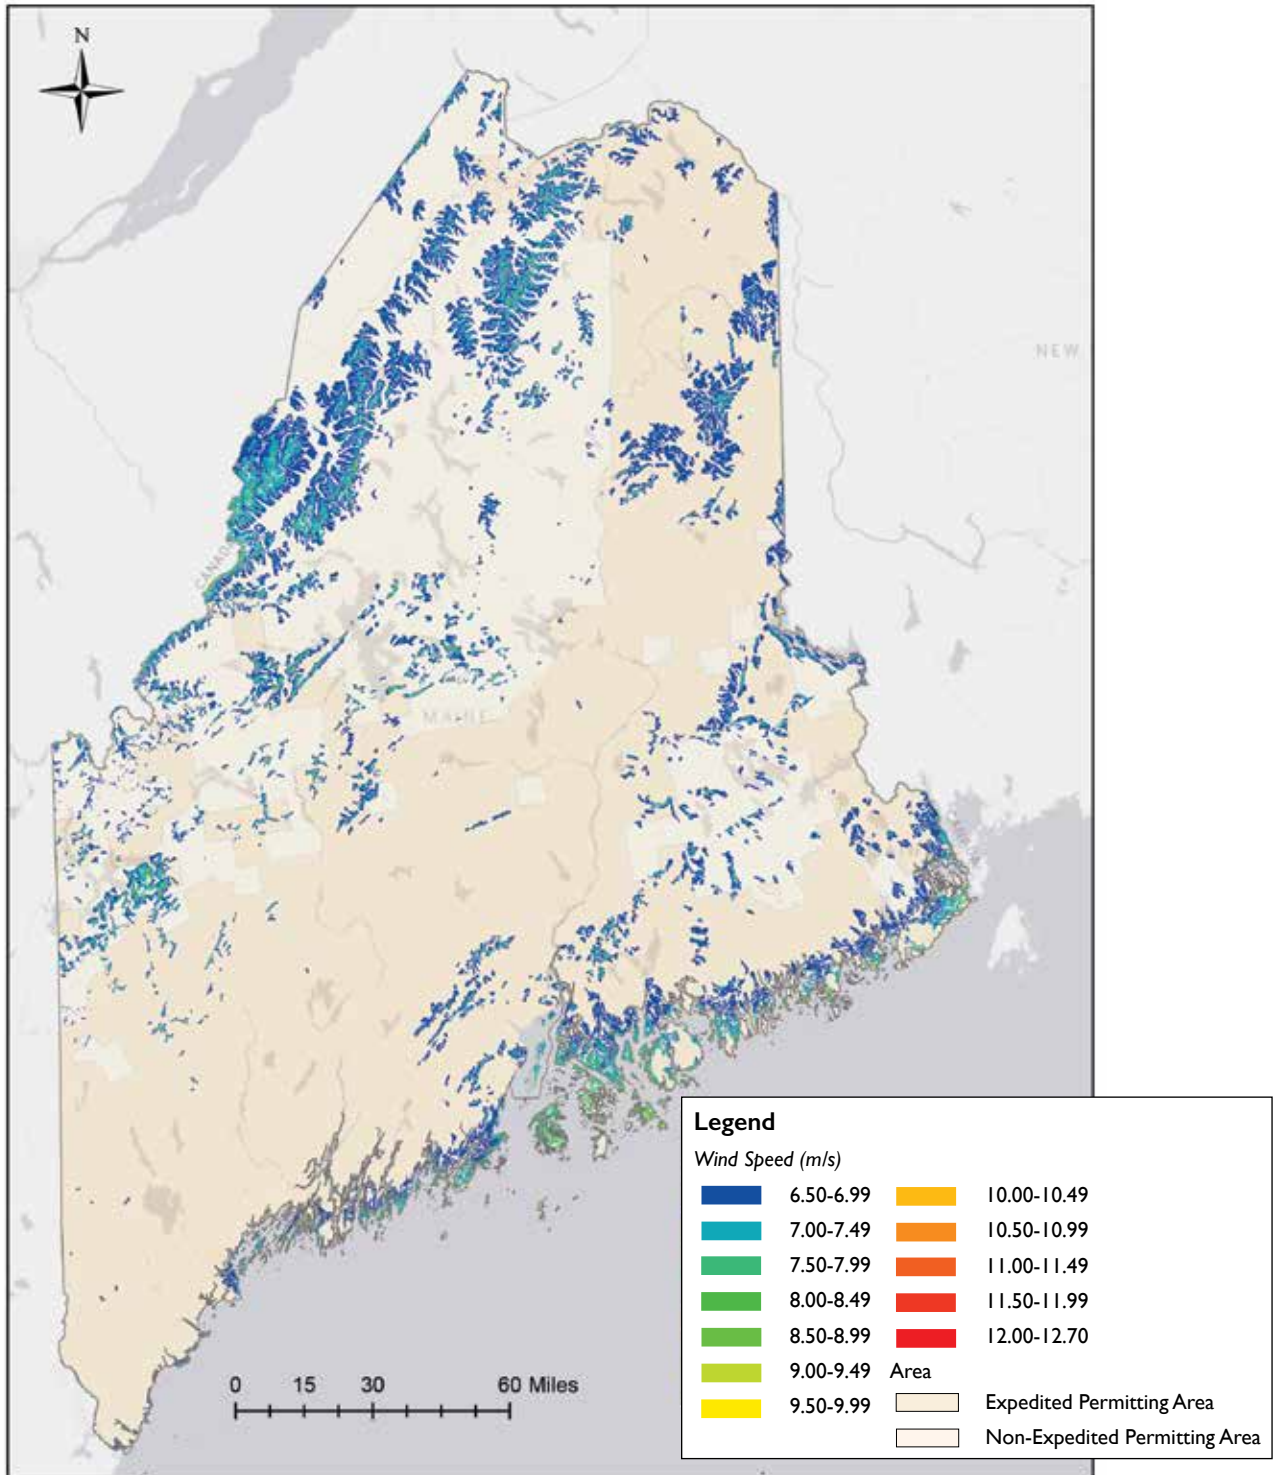 N
NEW
CANADA
MAINE
0 15 30 60 Miles
Legend
Wind Speed (m/s)
6.50-6.99 10.00-10.49
7.00-7.49 10.50-10.99
7.50-7.99 11.00-11.49
8.00-8.49 11.50-11.99
8.50-8.99 12.00-12.70
9.00-9.49 Area
9.50-9.99 Expedited Permitting Area
Non-Expedited Permitting Area